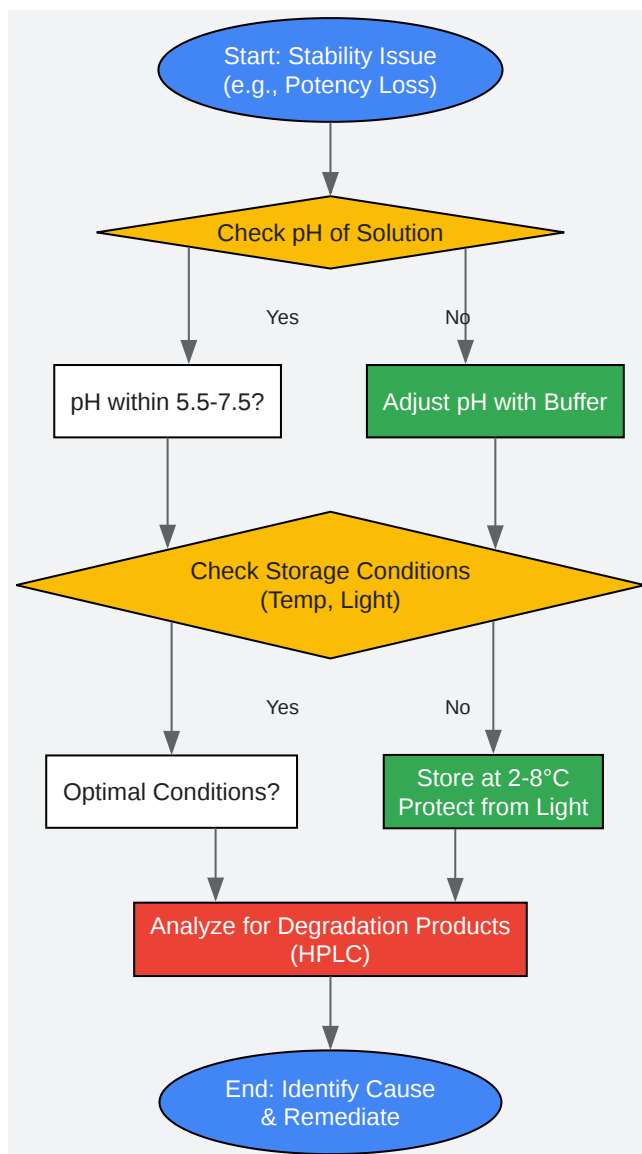 Start: Stability Issue
(e.g., Potency Loss)
Check pH of Solution
Yes
No
pH within 5.5-7.5?
Adjust pH with Buffer
Check Storage Conditions
(Temp, Light)
Yes
No
Optimal Conditions?
Store at 2-8°C
Protect from Light
Analyze for Degradation Products
(HPLC)
End: Identify Cause
& Remediate